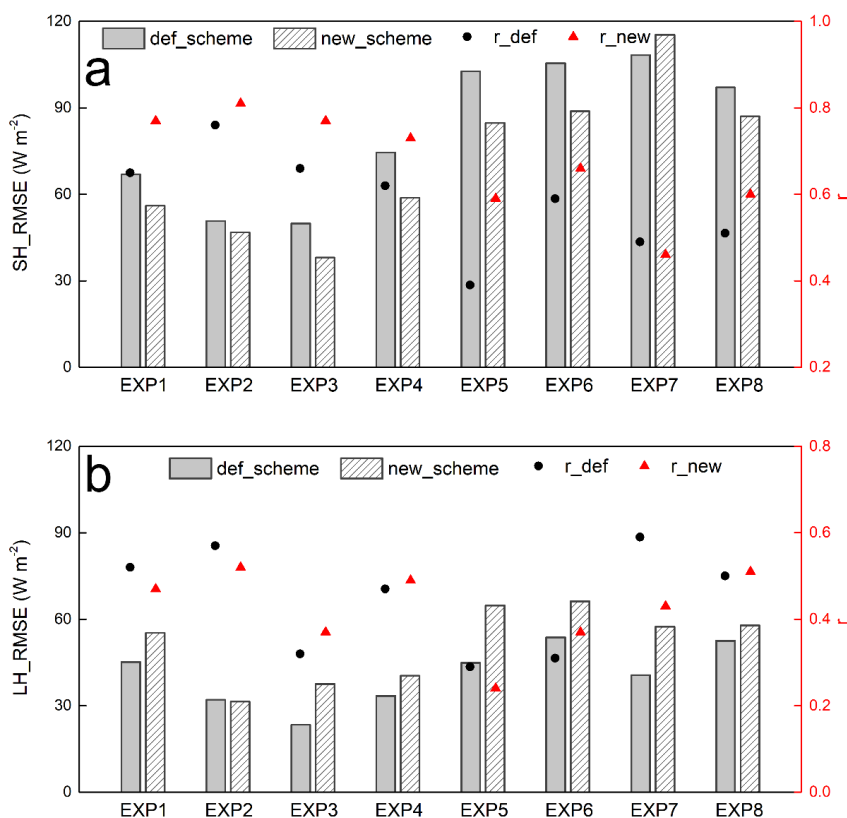 120
def_scheme new_scheme r_def r_new
1.0
a
90
0.8
SH_RMSE (W m-2)
60
0.6
r
30
0.4
0
0.2
EXP1 EXP2 EXP3 EXP4 EXP5 EXP6 EXP7 EXP8
120
def_scheme new_scheme r_def r_new
0.8
b
90
0.6
LH_RMSE (W m-2)
60
0.4
r
30
0.2
0
0.0
EXP1 EXP2 EXP3 EXP4 EXP5 EXP6 EXP7 EXP8